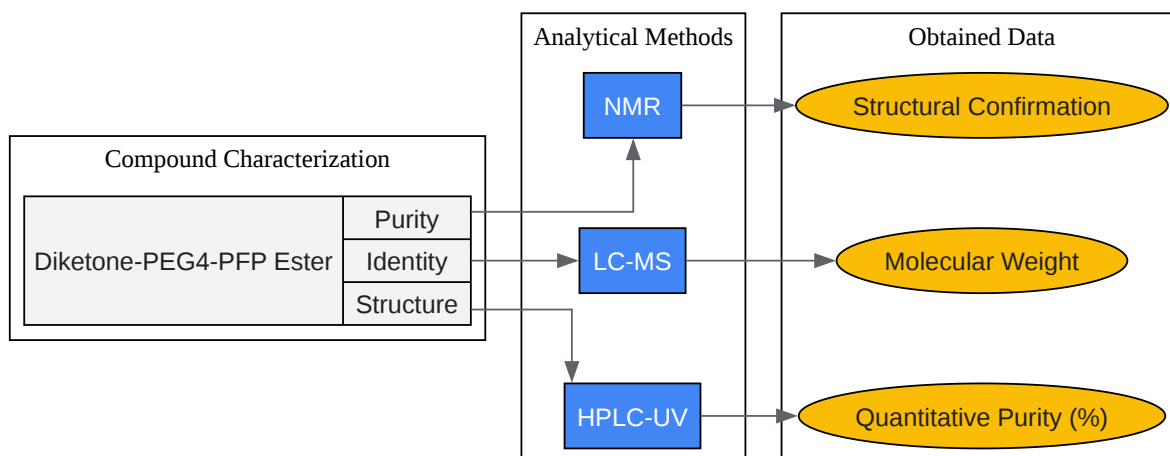 Compound Characterization
Diketone-PEG4-PFP Ester
Purity
Identity
Structure
Analytical Methods
NMR
LC-MS
HPLC-UV
Obtained Data
Structural Confirmation
Molecular Weight
Quantitative Purity (%)